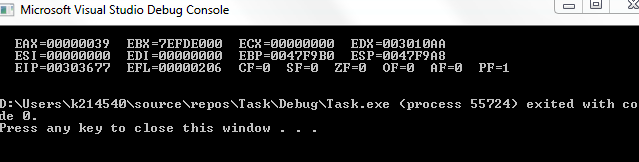 Microsoft Visual Studio Debug Console
EAX=00000039 EBX=7EFDE000 ECX=00000000 EDX=003010AA
ESI=00000000 EDI=00000000 EBP=0047F9B0 ESP=0047F9A8
EIP=00303677 EFL=00000206 CF=0 SF=0 ZF=0 OF=0 AF=0 PF=1
D:\Users\k214540\source\repos\Task\Debug\Task.exe (process 55724) exited with co
de 0.
Press any key to close this window . . .